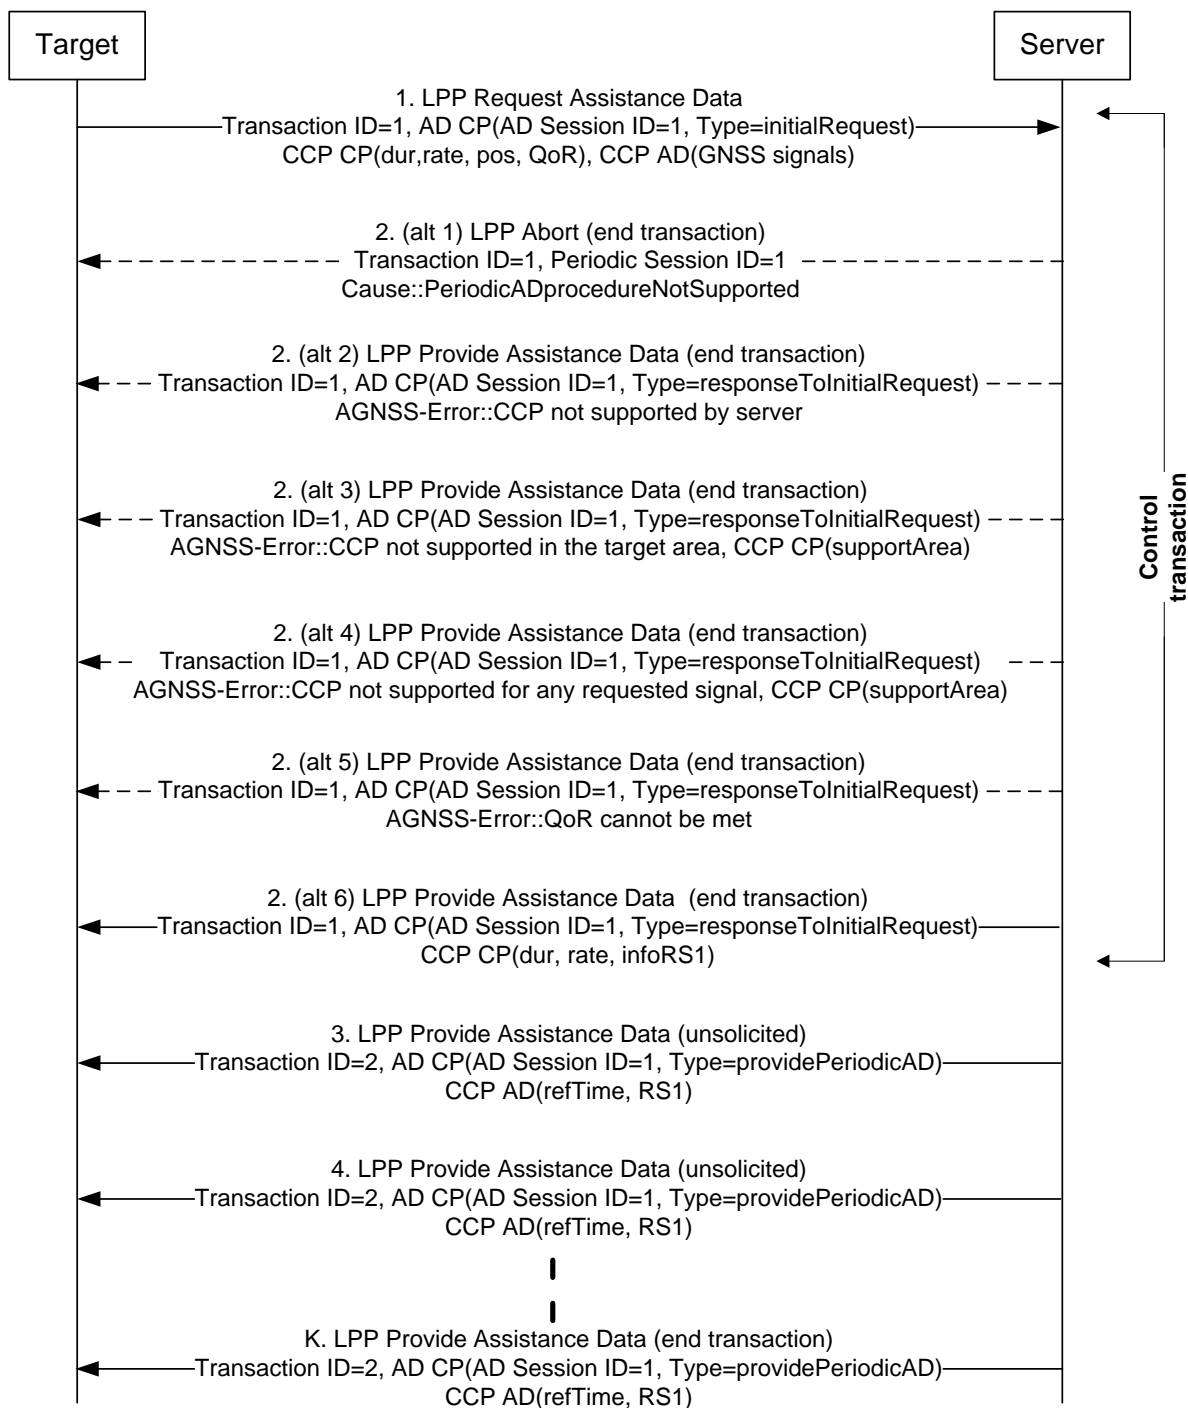 Target
Server
1. LPP Request Assistance Data
Transaction ID=1, AD CP(AD Session ID=1, Type=initialRequest)
CCP CP(dur,rate, pos, QoR), CCP AD(GNSS signals)
2. (alt 1) LPP Abort (end transaction)
Transaction ID=1, Periodic Session ID=1
Cause::PeriodicADprocedureNotSupported
2. (alt 2) LPP Provide Assistance Data (end transaction)
Transaction ID=1, AD CP(AD Session ID=1, Type=responseToInitialRequest)
AGNSS-Error::CCP not supported by server
2. (alt 3) LPP Provide Assistance Data (end transaction)
Transaction ID=1, AD CP(AD Session ID=1, Type=responseToInitialRequest)
AGNSS-Error::CCP not supported in the target area, CCP CP(supportArea)
Control
transaction
2. (alt 4) LPP Provide Assistance Data (end transaction)
Transaction ID=1, AD CP(AD Session ID=1, Type=responseToInitialRequest)
AGNSS-Error::CCP not supported for any requested signal, CCP CP(supportArea)
2. (alt 5) LPP Provide Assistance Data (end transaction)
Transaction ID=1, AD CP(AD Session ID=1, Type=responseToInitialRequest)
AGNSS-Error::QoR cannot be met
2. (alt 6) LPP Provide Assistance Data (end transaction)
Transaction ID=1, AD CP(AD Session ID=1, Type=responseToInitialRequest)
CCP CP(dur, rate, infoRS1)
3. LPP Provide Assistance Data (unsolicited)
Transaction ID=2, AD CP(AD Session ID=1, Type=providePeriodicAD)
CCP AD(refTime, RS1)
4. LPP Provide Assistance Data (unsolicited)
Transaction ID=2, AD CP(AD Session ID=1, Type=providePeriodicAD)
CCP AD(refTime, RS1)
K. LPP Provide Assistance Data (end transaction)
Transaction ID=2, AD CP(AD Session ID=1, Type=providePeriodicAD)
CCP AD(refTime, RS1)